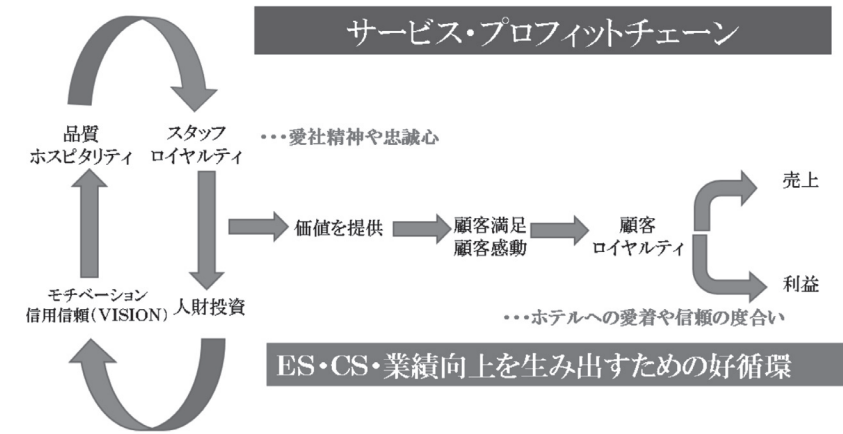 サービス・プロフィットチェーン
品質
ホスピタリティ
スタッフ
ロイヤルティ
・・・愛社精神や忠誠心
価値を提供
顧客満足
顧客感動
顧客
ロイヤルティ
売上
利益
モチベーション
信用信頼(VISION)
人財投資
・・・ホテルへの愛着や信頼の度合い
ES・CS・業績向上を生み出すための好循環